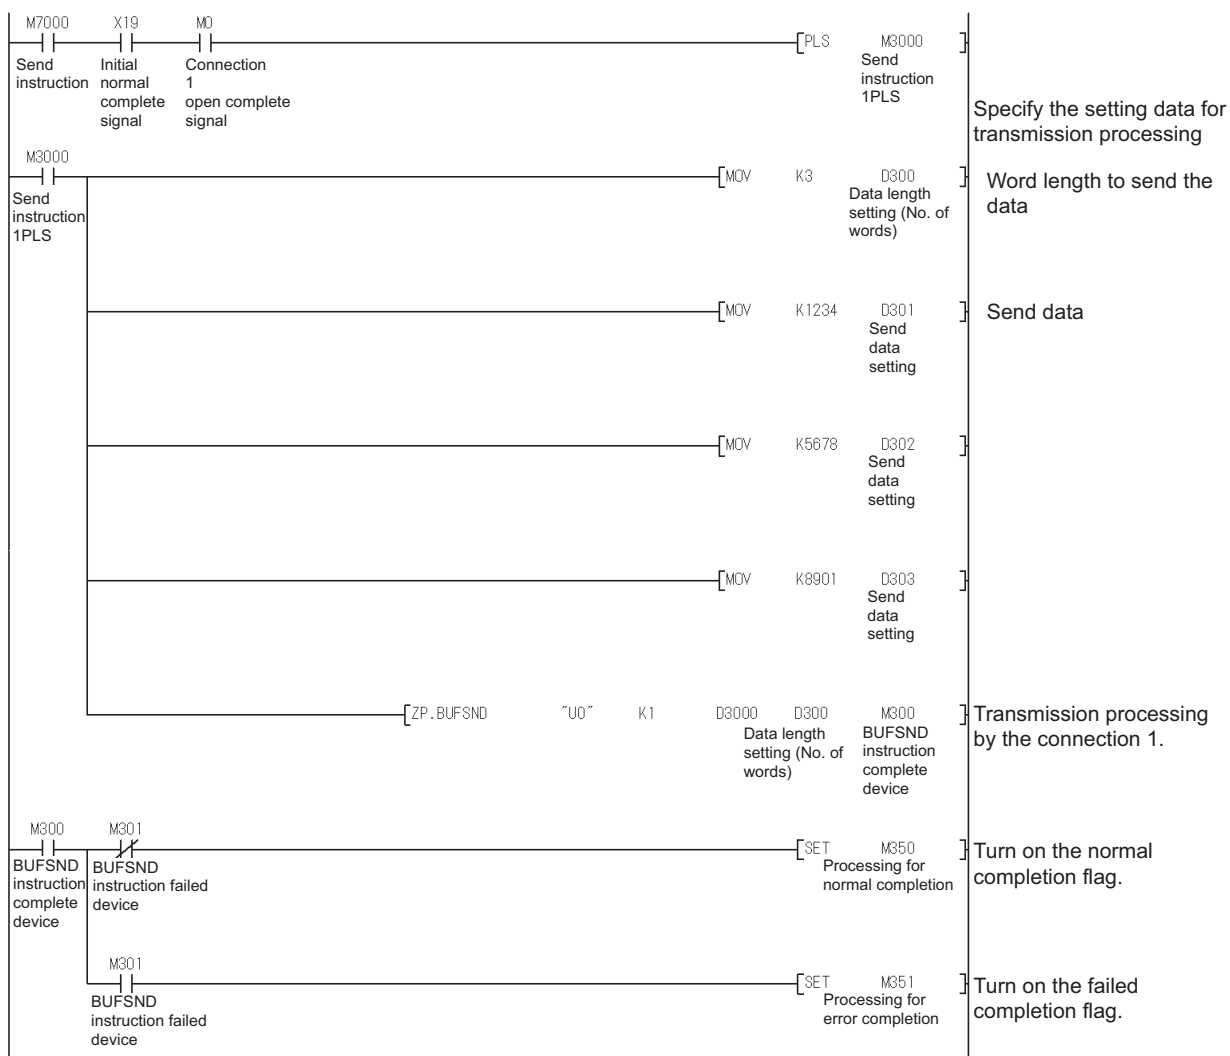 M7000 X19 M0
[PLS M3000 ]
Send Initial Connection Send
instruction normal 1 instruction
complete open complete 1PLS
signal signal
Specify the setting data for
transmission processing
M3000
[MOV K3 D300 ]
Send
instruction
1PLS
Data length
setting (No. of
words)
Word length to send the
data
[MOV K1234 D301 ]
Send
data
setting
Send data
[MOV K5678 D302 ]
Send
data
setting
[MOV K8901 D303 ]
Send
data
setting
[ZP.BUFSND "U0" K1 D3000 D300 M300 ]
Data length
setting (No. of
words)
BUFSND
instruction
complete
device
Transmission processing
by the connection 1.
M300 M301
[SET M350 ]
BUFSND
instruction
complete
device
BUFSND
instruction failed
device
Processing for
normal completion
Turn on the normal
completion flag.
M301
[SET M351 ]
BUFSND
instruction failed
device
Processing for
error completion
Turn on the failed
completion flag.